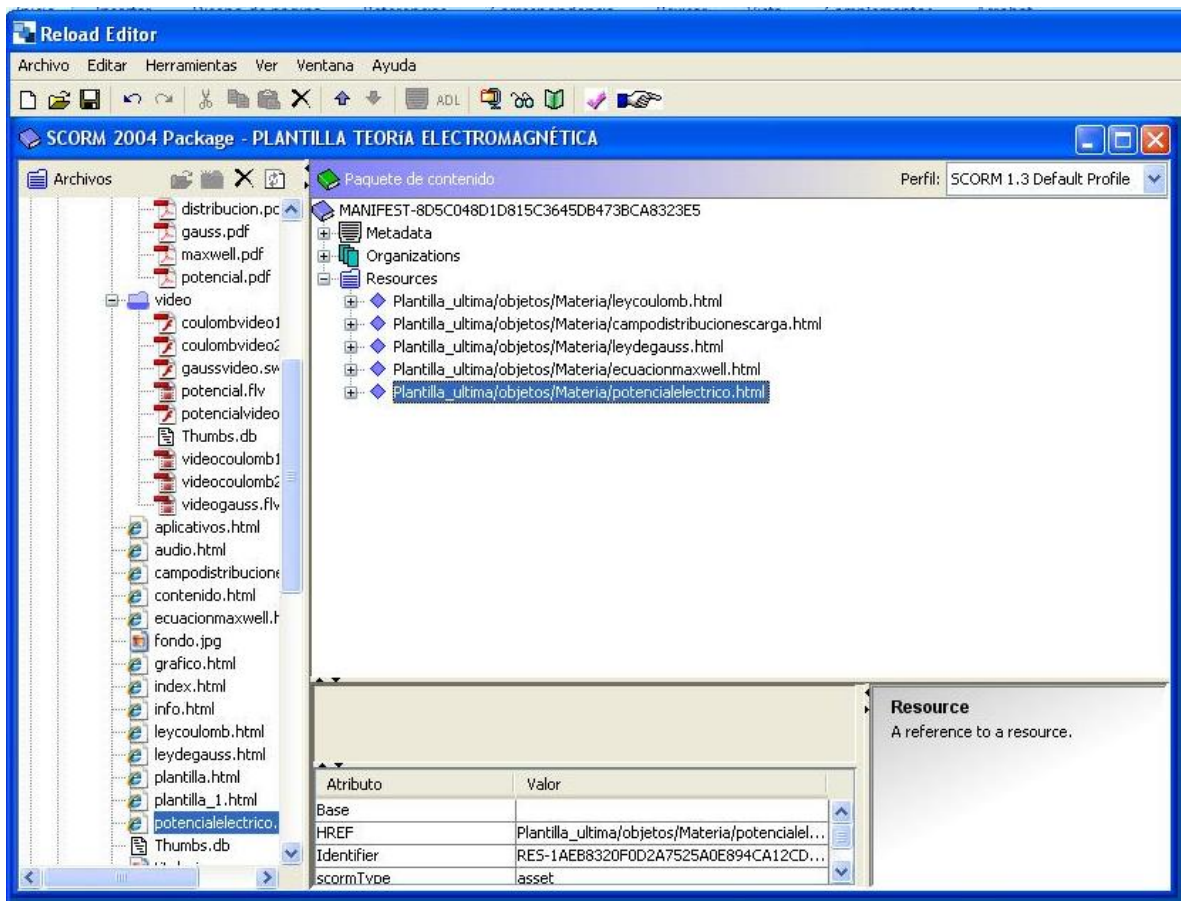 Reload Editor
Archivo Editar Herramientas Ver Ventana Ayuda
ADL
SCORM 2004 Package - PLANTILLA TEORíA ELECTROMAGNÉTICA
Archivos
distribucion.pc
gauss.pdf
maxwell.pdf
potencial.pdf
video
coulombvideo1
coulombvideo2
gaussvideo.sw
potencial.flv
potencialvideo
Thumbs.db
videocoulomb1
videocoulomb2
videogauss.flv
aplicativos.html
audio.html
campodistribucione
contenido.html
ecuacionmaxwell.h
fondo.jpg
grafico.html
index.html
info.html
leycoulomb.html
leydegauss.html
plantilla.html
plantilla_1.html
potencialelectrico.
Thumbs.db
Paquete de contenido
Perfil: SCORM 1.3 Default Profile
MANIFEST-8D5C048D1D815C3645DB473BCA8323E5
Metadata
Organizations
Resources
Plantilla_ultima/objetos/Materia/leycoulomb.html
Plantilla_ultima/objetos/Materia/campodistribucionescarga.html
Plantilla_ultima/objetos/Materia/leydegauss.html
Plantilla_ultima/objetos/Materia/ecuacionmaxwell.html
Plantilla_ultima/objetos/Materia/potencialelectrico.html
Atributo Valor
Base
HREF Plantilla_ultima/objetos/Materia/potencialel...
Identifier RES-1AEB8320F0D2A7525A0E894CA12CD...
scormType asset
Resource
A reference to a resource.